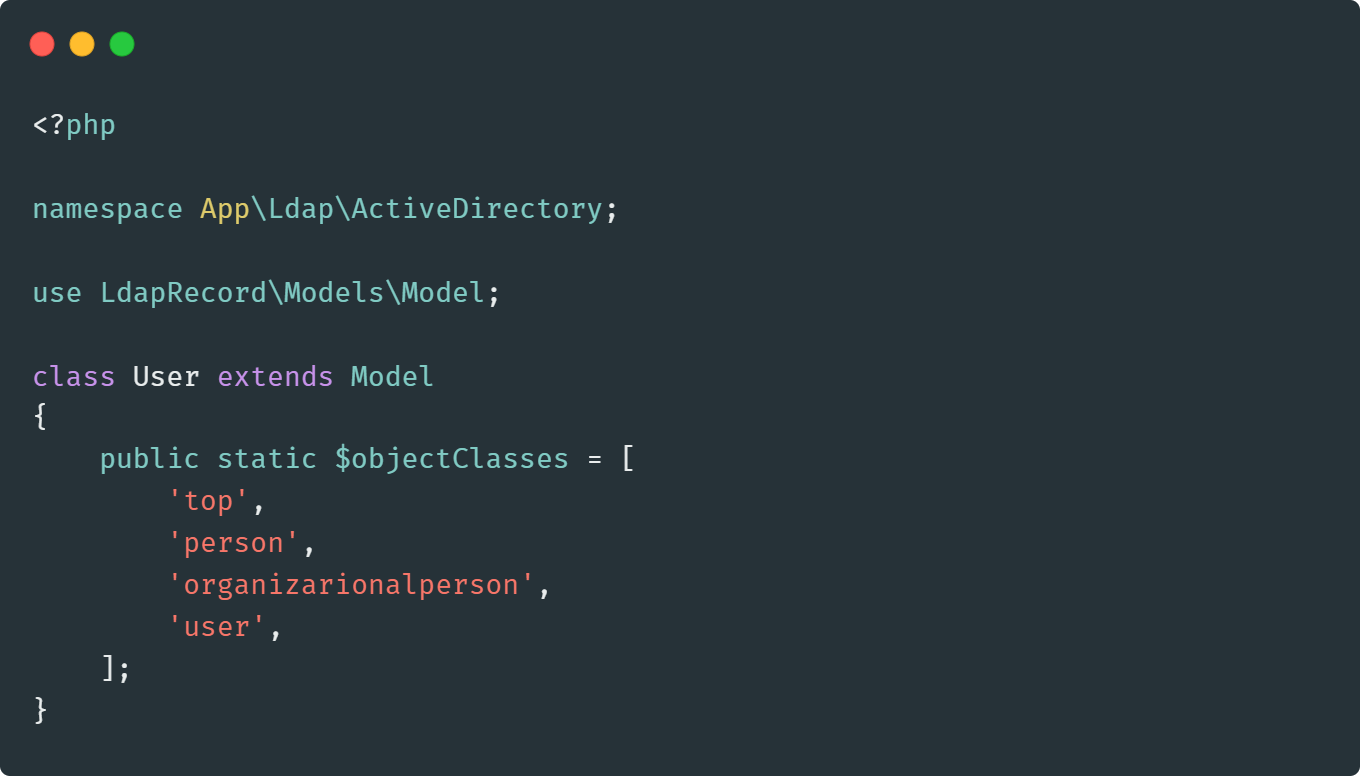 <?php
namespace App\Ldap\ActiveDirectory;
use LdapRecord\Models\Model;
class User extends Model
{
    public static $objectClasses = [
        'top',
        'person',
        'organizarionalperson',
        'user',
    ];
}